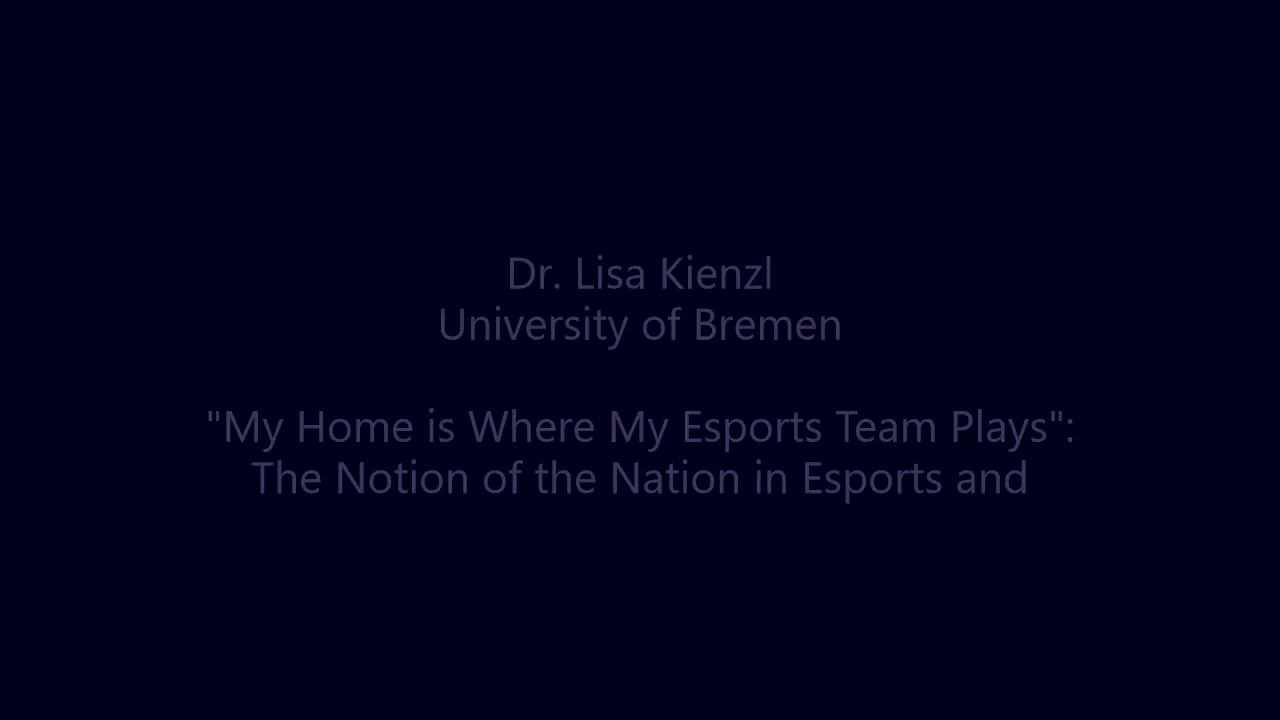 Dr. Lisa Kienzl
University of Bremen
"My Home is Where My Esports Team Plays":
The Notion of the Nation in Esports and